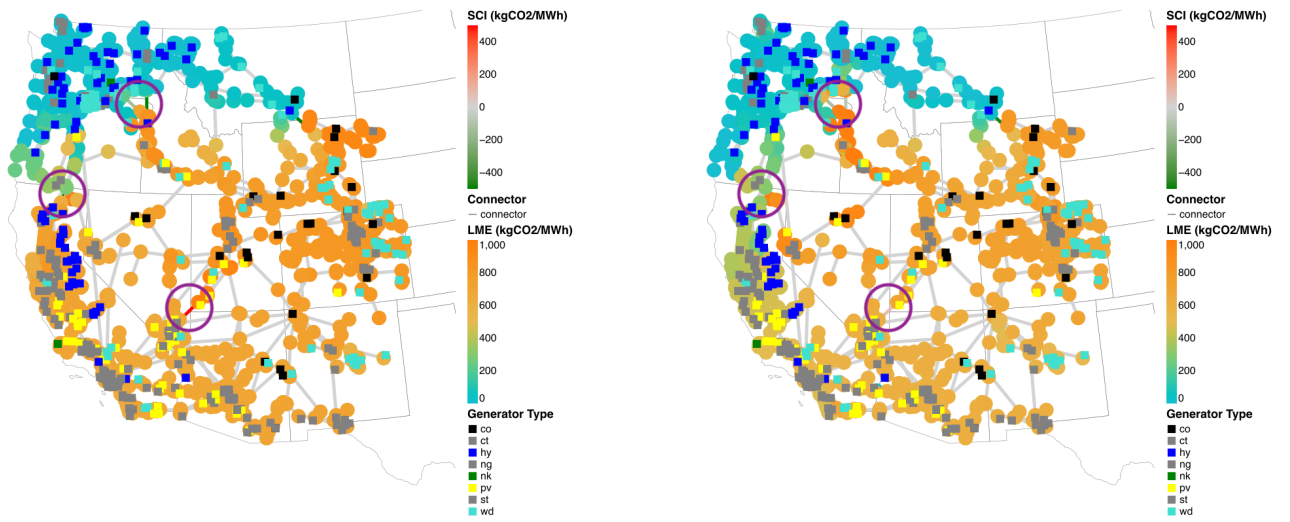 SCI (kgCO2/MWh)
400
200
0
−200
−400
Connector
connector
LME (kgCO2/MWh)
1,000
800
600
400
200
0
Generator Type
co
ct
hy
ng
nk
pv
st
wd
SCI (kgCO2/MWh)
400
200
0
−200
−400
Connector
connector
LME (kgCO2/MWh)
1,000
800
600
400
200
0
Generator Type
co
ct
hy
ng
nk
pv
st
wd